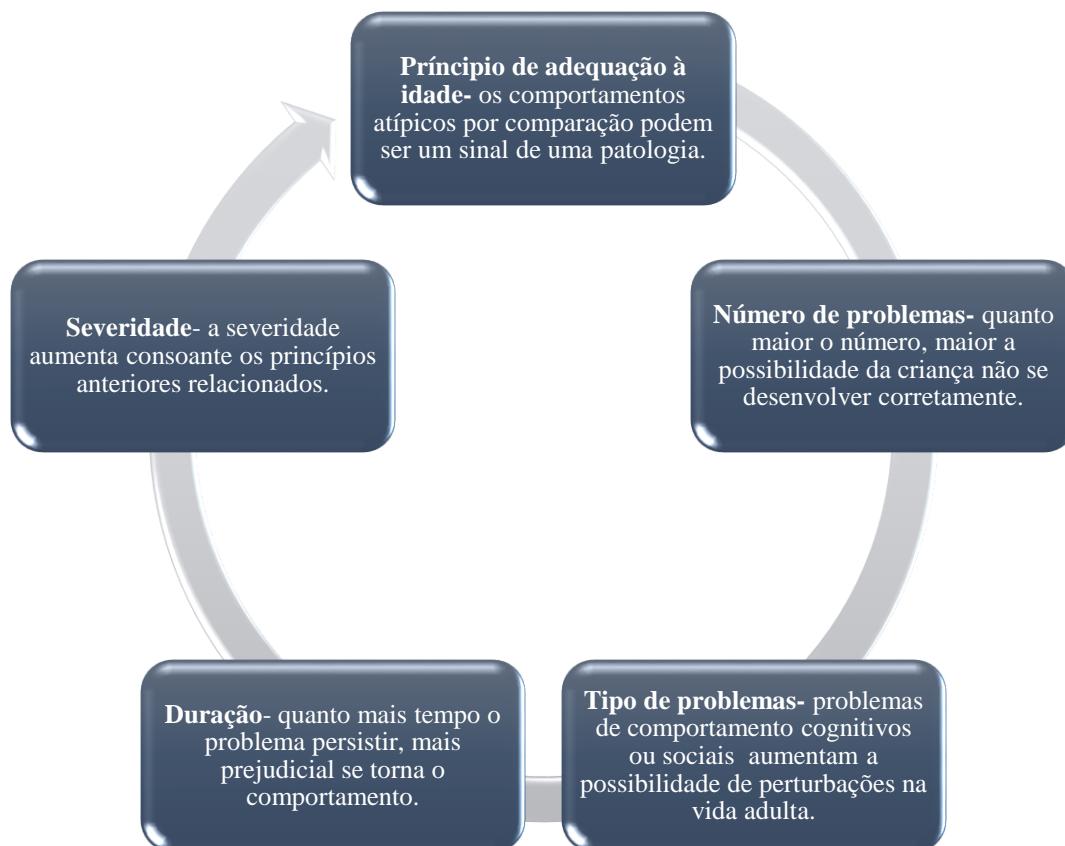 Príncipio de adequação à
idade- os comportamentos
atípicos por comparação podem
ser um sinal de uma patologia.
Número de problemas- quanto
maior o número, maior a
possibilidade da criança não se
desenvolver corretamente.
Tipo de problemas- problemas
de comportamento cognitivos
ou sociais aumentam a
possibilidade de perturbações na
vida adulta.
Duração- quanto mais tempo o
problema persistir, mais
prejudicial se torna o
comportamento.
Severidade- a severidade
aumenta consoante os princípios
anteriores relacionados.